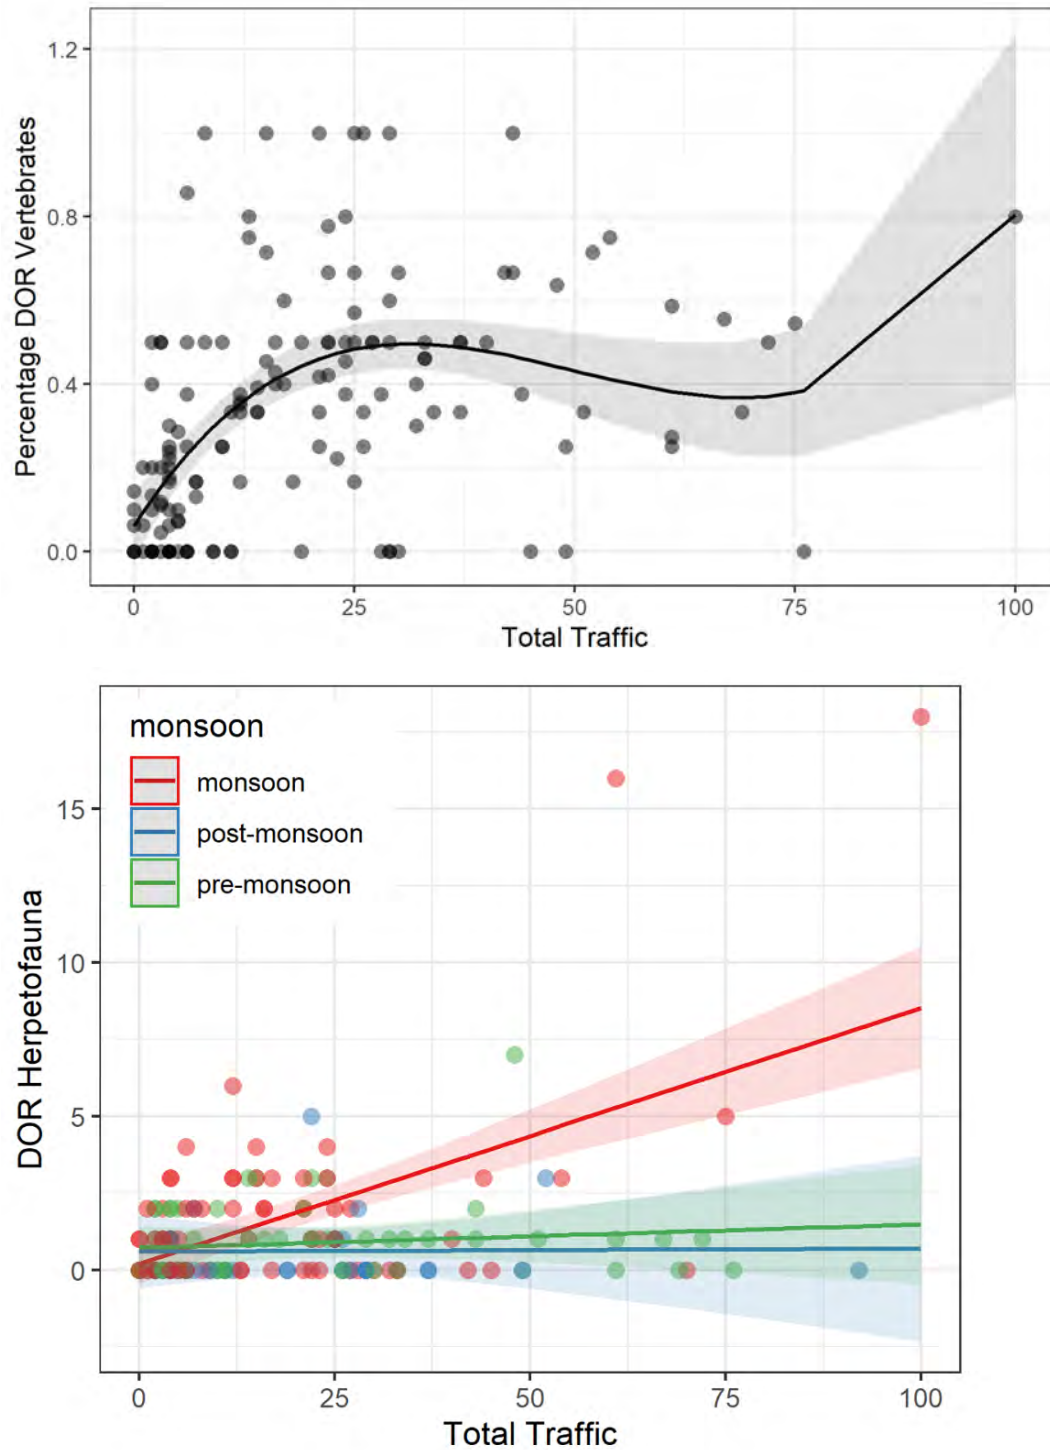 1.2
0.8
0.4
0.0
Percentage DOR Vertebrates
0 25 50 75 100
Total Traffic
monsoon
monsoon
post-monsoon
pre-monsoon
15
10
5
0
DOR Herpetofauna
0 25 50 75 100
Total Traffic